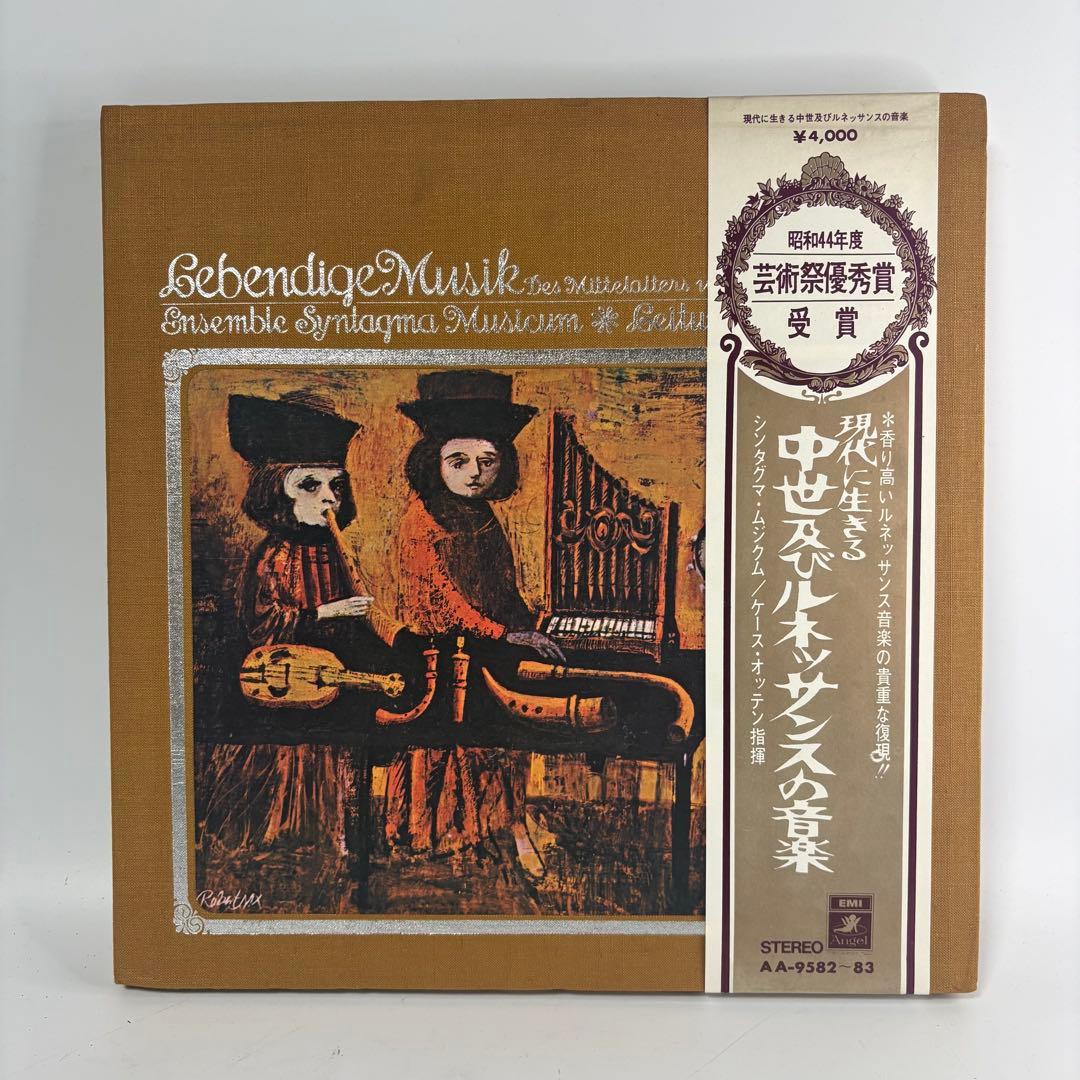 Lebendige Musik Des Mittelalters u
Ensemble Syntagma Musicum * Leitu
現代に生きる中世及びルネッサンスの音楽
¥4,000
昭和44年度
芸術祭優秀賞
受賞
*香り高いルネッサンス音楽の貴重な復現!!
現代に生きる
中世及びルネッサンスの音楽
シンタグマ・ムジクム/ケース・オッテン指揮
EMI
Angel
STEREO
AA-9582~83